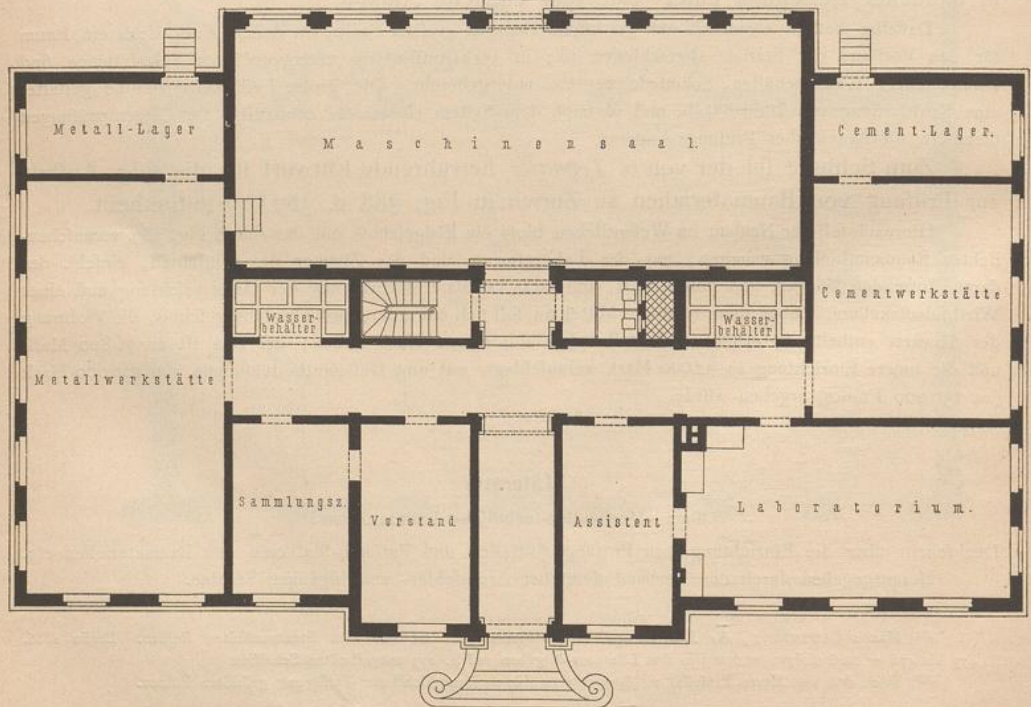 Metall-Lager
Maschinensaal.
Cement-Lager.
Wasser-
behälter
Wasser-
behälter
Cementwerkstätte
Metallwerkstätte
Sammlungsz.
Vorstand
Assistent
Laboratorium.